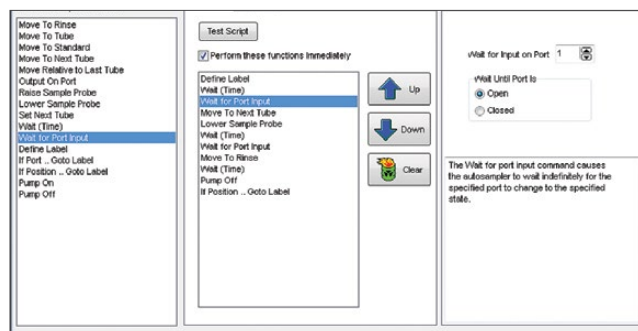 Move To Rinse
Move To Tube
Move To Standard
Move To Next Tube
Move Relative to Last Tube
Output On Port
Raise Sample Probe
Lower Sample Probe
Set Next Tube
Wait (Time)
Wait for Port Input
Define Label
If Port .. Goto Label
If Position .. Goto Label
Pump On
Pump Off
Test Script
Perform these functions immediately
Define Label
Wait (Time)
Wait for Port Input
Move To Next Tube
Lower Sample Probe
Wait (Time)
Wait for Port Input
Move To Rinse
Wait (Time)
Pump Off
If Position .. Goto Label
Up
Down
Clear
Wait for Input on Port 1
Wait Until Port Is
Open
Closed
The Wait for port input command causes
the autosampler to wait indefinitely for the
specified port to change to the specified
state.